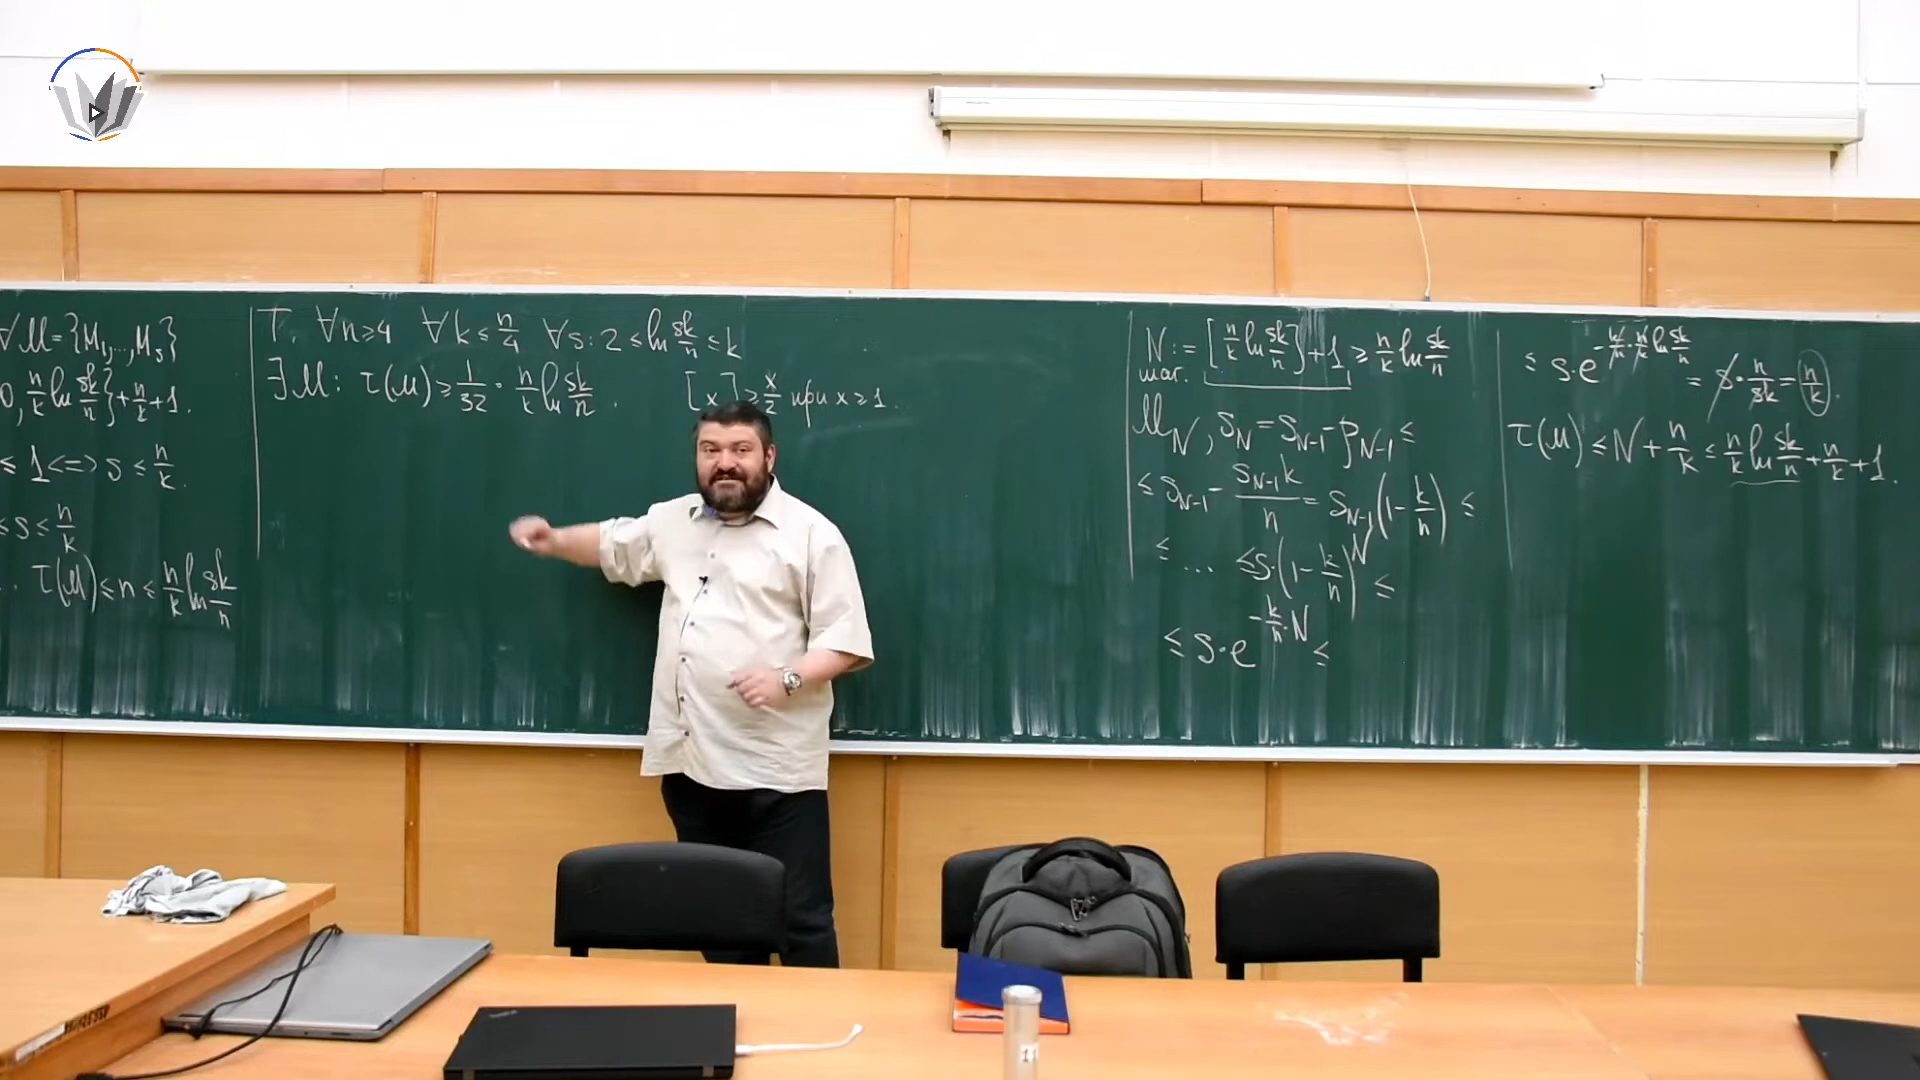 ∀ℳ={M₁,...,Mₛ}
0, n/k ln sk/n}+n/k+1.
≤ 1<=> s ≤ n/k.
≤ s ≤ n/k
. τ(ℳ) ≤ n ≤ n/k ln sk/n
T. ∀n≥4 ∀k≤n/4 ∀s: 2 ≤ ln sk/n ≤ k
∃ℳ: τ(ℳ) ≥ 1/32 · n/k ln sk/n.
[x] ≥ x/2 при x≥1.
N := [n/k ln sk/n]+1 ≥ n/k ln sk/n
шаг.
ℳ_N, s_N = s_{N-1} - ρ_{N-1} ≤
≤ s_{N-1} - s_{N-1}k/n = s_{N-1}(1-k/n) ≤
≤ ... ≤ s·(1-k/n)^N ≤
≤ s·e^{-k/n·N} ≤
≤ s·e^{-k/n·n/k ln sk/n} = s·n/sk = n/k.
τ(ℳ) ≤ N + n/k ≤ n/k ln sk/n + n/k + 1.